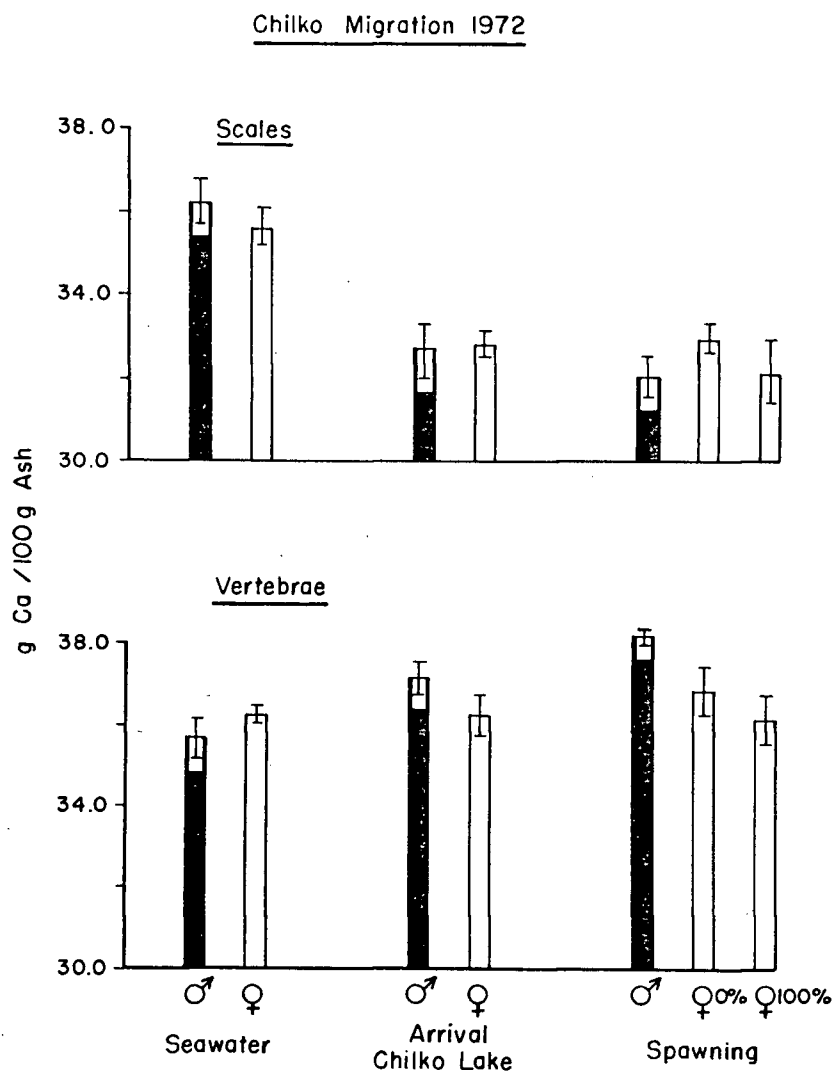 Chilko Migration 1972
Scales
38.0
34.0
30.0
g Ca /100g Ash
Vertebrae
38.0
34.0
30.0
♂ ♀ ♂ ♀ ♂ ♀0% ♀100%
Seawater
Arrival
Chilko Lake
Spawning